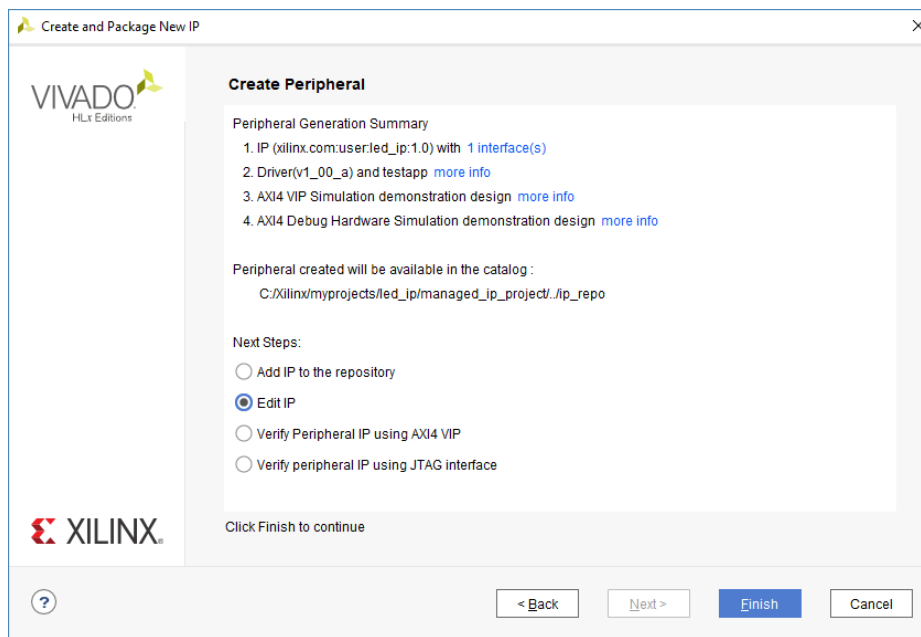 Create and Package New IP
VIVADO.
HLx Editions
Create Peripheral
Peripheral Generation Summary
1. IP (xilinx.com:user:led_ip:1.0) with 1 interface(s)
2. Driver(v1_00_a) and testapp more info
3. AXI4 VIP Simulation demonstration design more info
4. AXI4 Debug Hardware Simulation demonstration design more info
Peripheral created will be available in the catalog :
C:/Xilinx/myprojects/led_ip/managed_ip_project/../ip_repo
Next Steps:
Add IP to the repository
Edit IP
Verify Peripheral IP using AXI4 VIP
Verify peripheral IP using JTAG interface
XILINX.
Click Finish to continue
?
< Back
Next >
Finish
Cancel